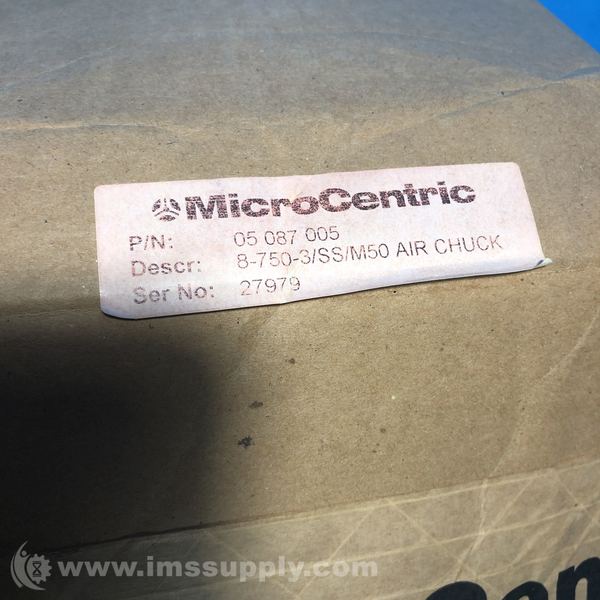 MicroCentric
P/N: 05 087 005
Descr: 8-750-3/SS/M50 AIR CHUCK
Ser No: 27979
www.imssupply.com